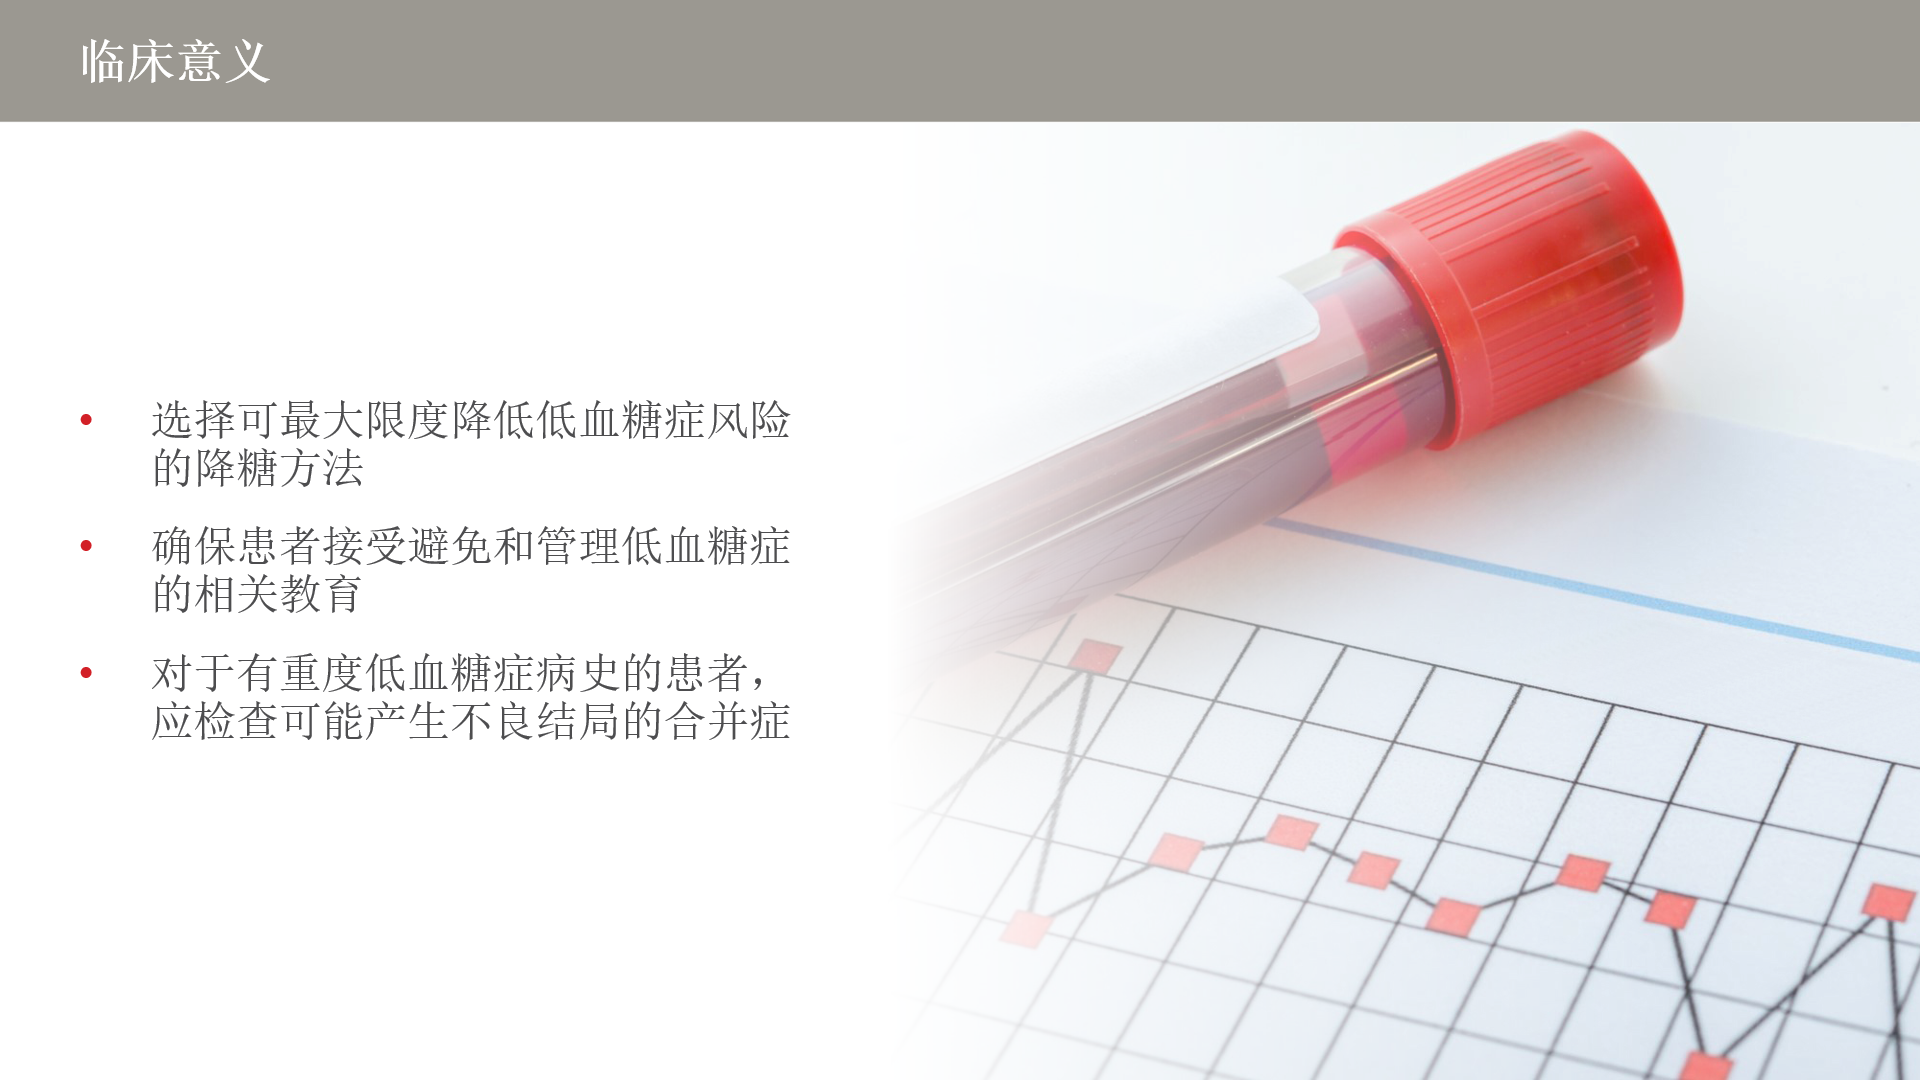 临床意义
• 选择可最大限度降低低血糖症风险
的降糖方法
• 确保患者接受避免和管理低血糖症
的相关教育
• 对于有重度低血糖症病史的患者，
应检查可能产生不良结局的合并症